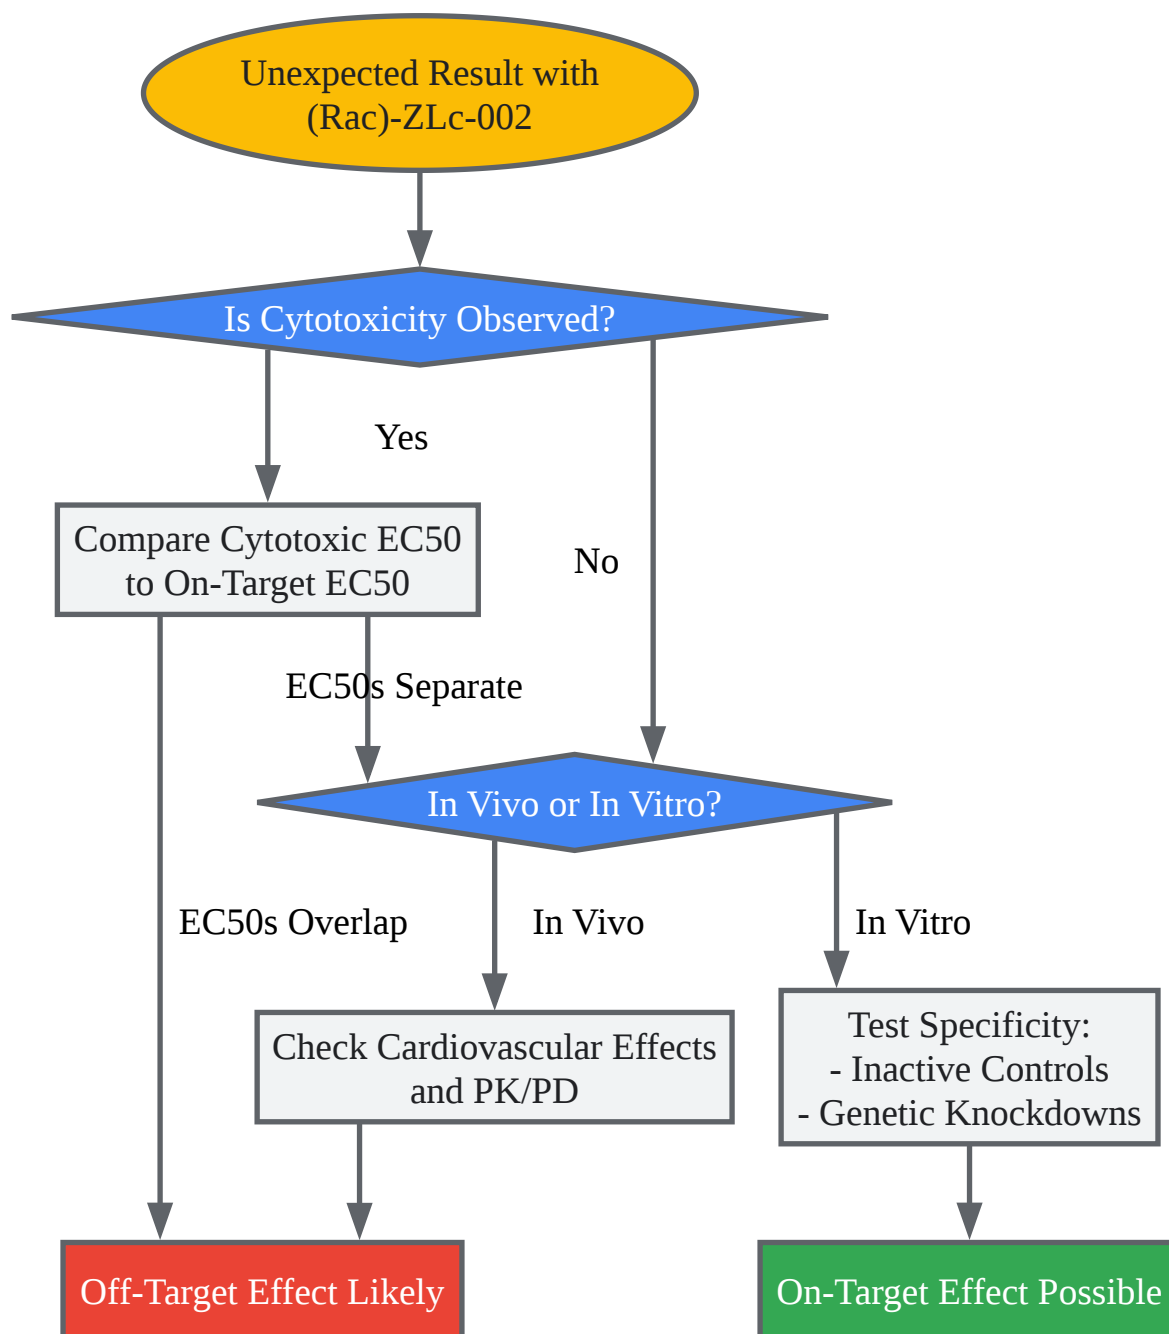 Unexpected Result with
(Rac)-ZLc-002
Is Cytotoxicity Observed?
Yes
Compare Cytotoxic EC50
to On-Target EC50
No
EC50s Separate
In Vivo or In Vitro?
EC50s Overlap
In Vivo
In Vitro
Check Cardiovascular Effects
and PK/PD
Test Specificity:
- Inactive Controls
- Genetic Knockdowns
Off-Target Effect Likely
On-Target Effect Possible